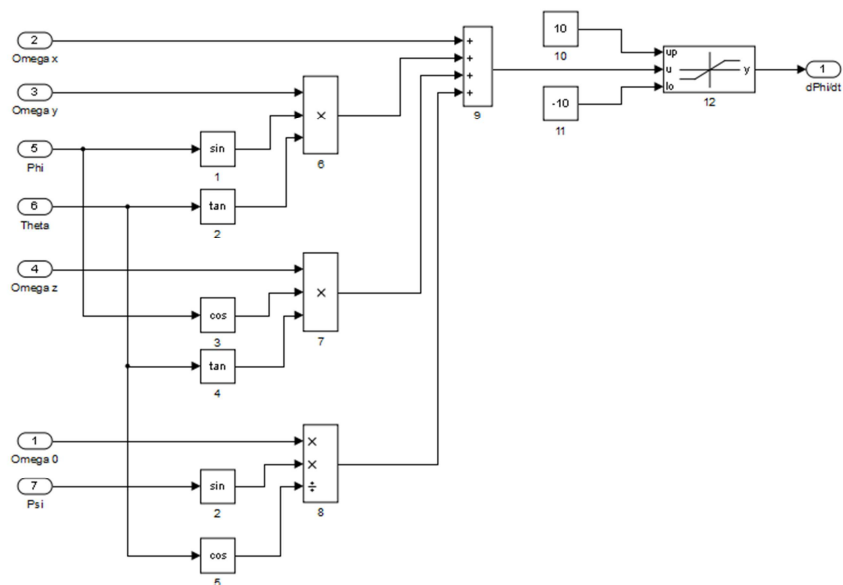 2
Omega x
10
10
up
u
lo
y
12
1
dPhi/dt
3
Omega y
×
6
+
+
+
+
9
-10
11
5
Phi
sin
1
6
Theta
tan
2
4
Omega z
×
7
cos
3
tan
4
1
Omega 0
×
×
÷
8
7
Psi
sin
2
cos
5